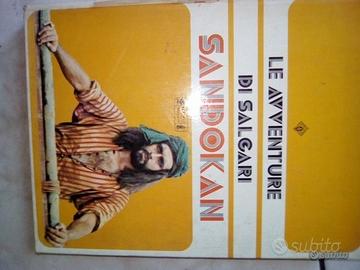 LE AVVENTURE
DI SALGARI
SANDOKAN
subito